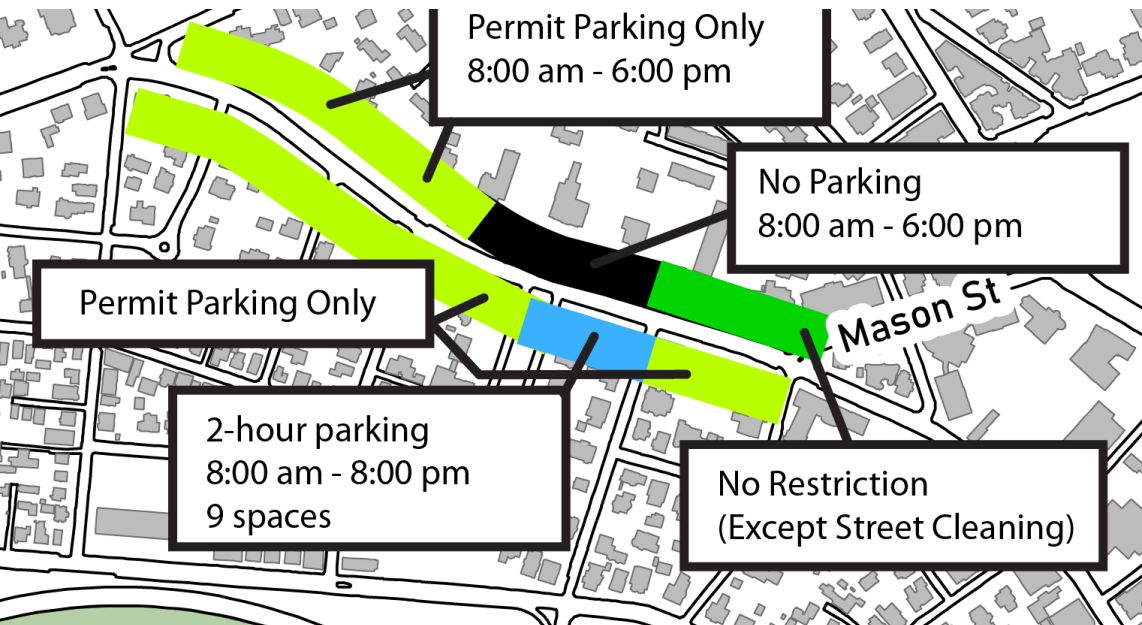 Permit Parking Only
8:00 am - 6:00 pm
No Parking
8:00 am - 6:00 pm
Mason St
Permit Parking Only
2-hour parking
8:00 am - 8:00 pm
9 spaces
No Restriction
(Except Street Cleaning)